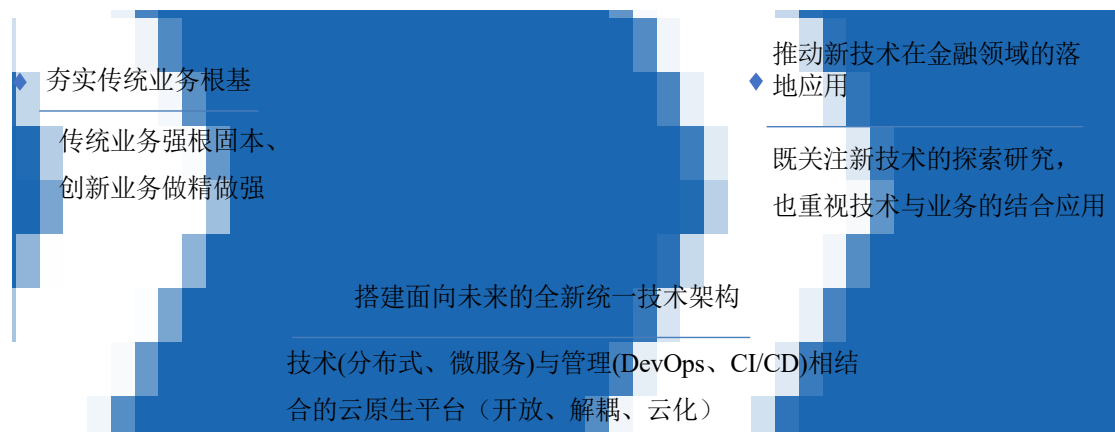 夯实传统业务根基
传统业务强根固本、
创新业务做精做强
推动新技术在金融领域的落
地应用
既关注新技术的探索研究，
也重视技术与业务的结合应用
搭建面向未来的全新统一技术架构
技术(分布式、微服务)与管理(DevOps、CI/CD)相结
合的云原生平台（开放、解耦、云化）